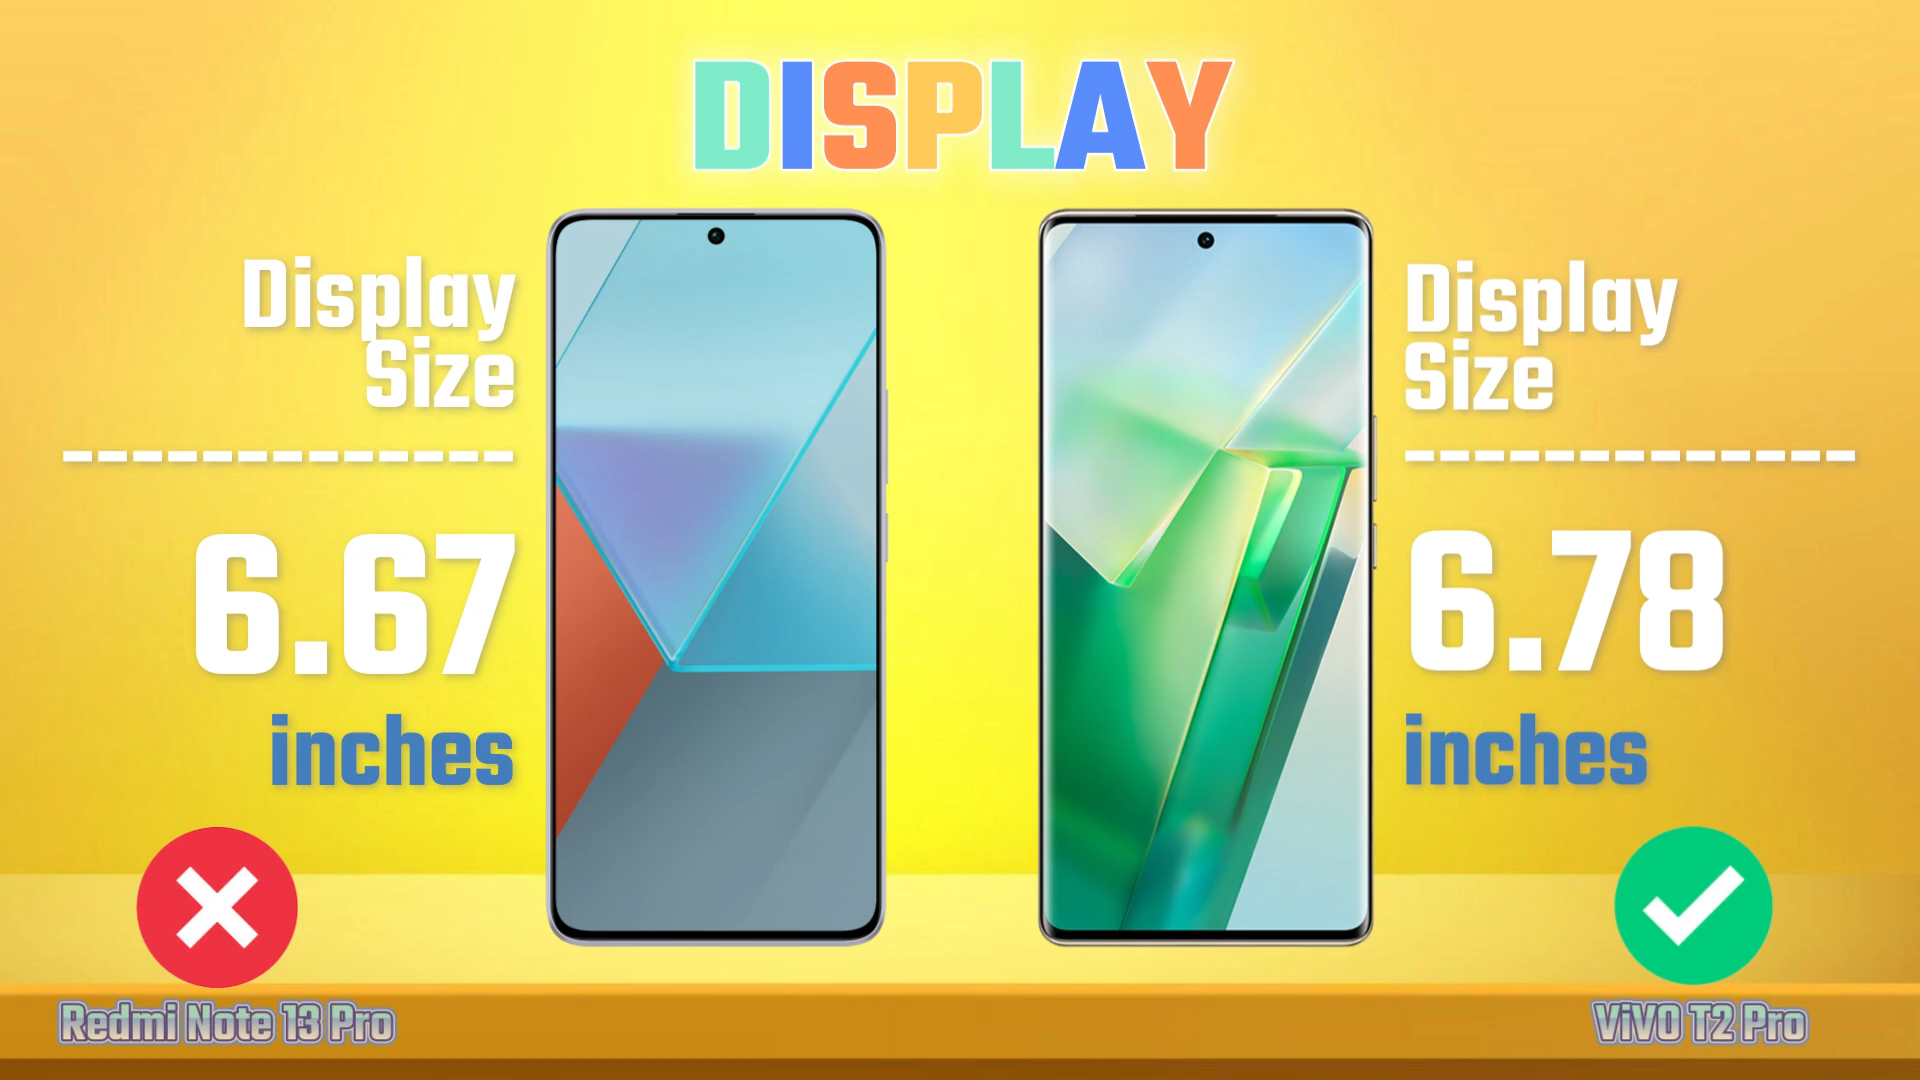 DISPLAY
Display
Size
6.67
inches
Redmi Note 13 Pro
Display
Size
6.78
inches
ViVO T2 Pro